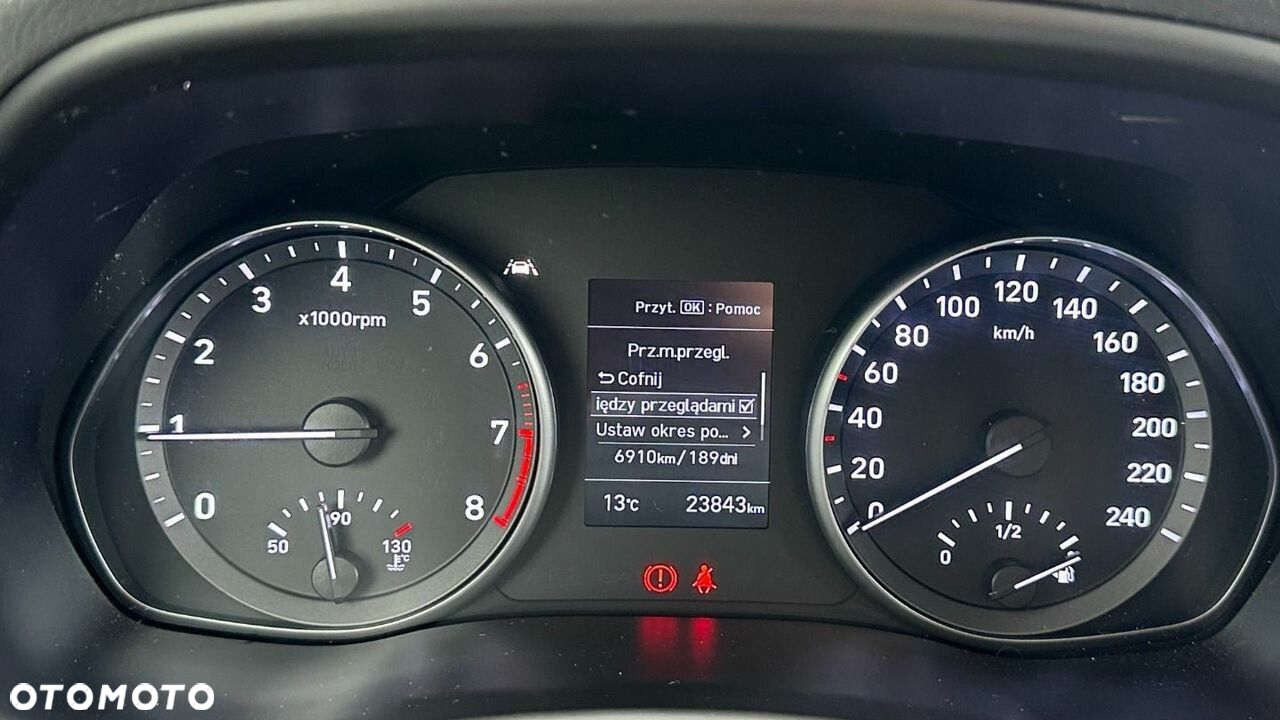 4
3
5
x1000rpm
2
6
1
7
0
8
90
50
130
°C
Przyt. OK : Pomoc
Prz.m.przegl.
Cofnij
iędzy przeglądami
Ustaw okres po... >
6910km/189dni
13°C 23843km
120
100
140
km/h
80
160
60
180
40
200
20
220
0
240
1/2
0
OTOMOTO